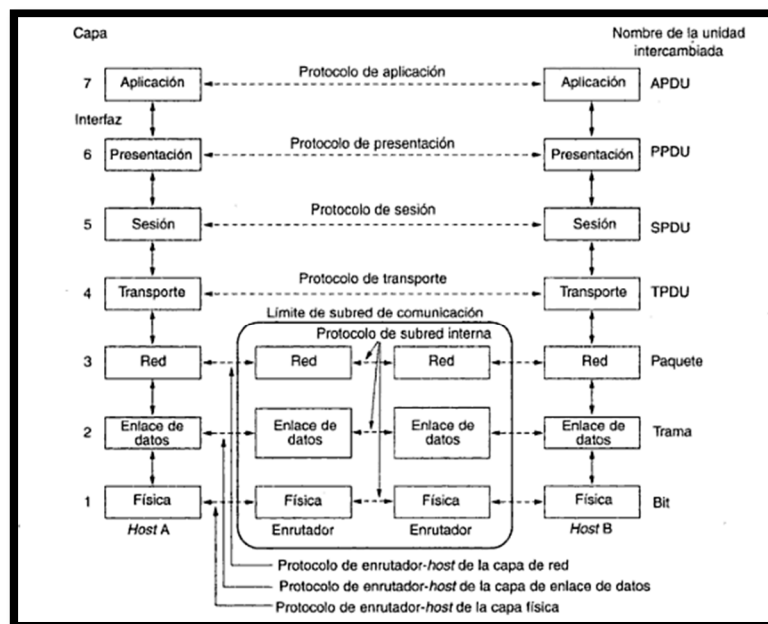 Capa
Nombre de la unidad
intercambiada
7 Aplicación Protocolo de aplicación Aplicación APDU
Interfaz
6 Presentación Protocolo de presentación Presentación PPDU
5 Sesión Protocolo de sesión Sesión SPDU
4 Transporte Protocolo de transporte Transporte TPDU
Límite de subred de comunicación
Protocolo de subred interna
3 Red Red Red Red Paquete
2 Enlace de datos Enlace de datos Enlace de datos Enlace de datos Trama
1 Física Física Física Física Bit
Host A Enrutador Enrutador Host B
Protocolo de enrutador-host de la capa de red
Protocolo de enrutador-host de la capa de enlace de datos
Protocolo de enrutador-host de la capa física